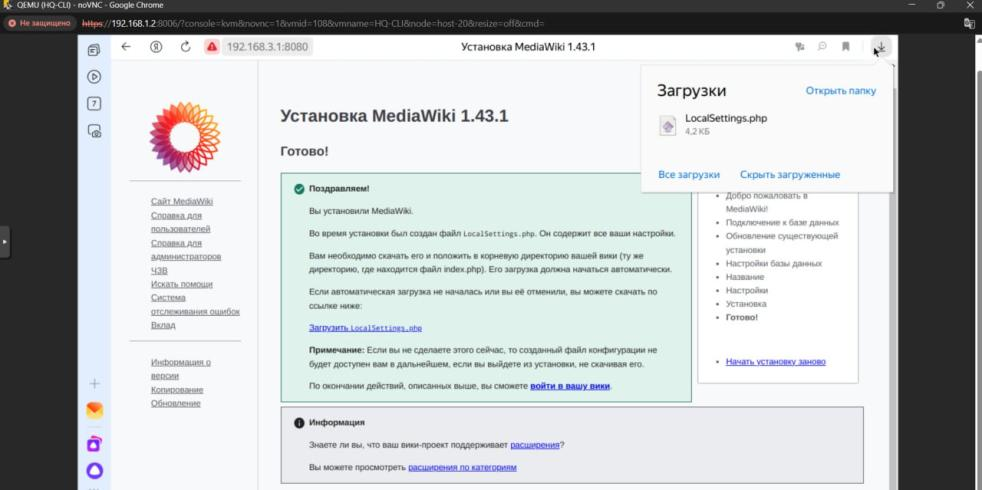 QEMU (HQ-CLI) - noVNC - Google Chrome
Не защищено
https://192.168.1.2:8006/?console=kvm&novnc=1&vmid=108&vmname=HQ-CLI&node=host-20&resize=off&cmd=
192.168.3.1:8080
Установка MediaWiki 1.43.1
7
Загрузки
Открыть папку
LocalSettings.php
4,2 КБ
Все загрузки
Скрыть загруженные
Сайт MediaWiki
Справка для
пользователей
Справка для
администраторов
ЧЗВ
Искать помощи
Система
отслеживания ошибок
Вклад
Информация о
версии
Копирование
Обновление
Установка MediaWiki 1.43.1
Готово!
Поздравляем!
Вы установили MediaWiki.
Во время установки был создан файл LocalSettings.php. Он содержит все ваши настройки.
Вам необходимо скачать его и положить в корневую директорию вашей вики (ту же
директорию, где находится файл index.php). Его загрузка должна начаться автоматически.
Если автоматическая загрузка не началась или вы её отменили, вы можете скачать по
ссылке ниже:
Загрузить LocalSettings.php
Примечание: Если вы не сделаете этого сейчас, то созданный файл конфигурации не
будет доступен вам в дальнейшем, если вы выйдете из установки, не скачивая его.
По окончании действий, описанных выше, вы сможете войти в вашу вики.
Информация
Знаете ли вы, что ваш вики-проект поддерживает расширения?
Вы можете просмотреть расширения по категориям
Добро пожаловать в
MediaWiki!
Подключение к базе данных
Обновление существующей
установки
Настройки базы данных
Название
Настройки
Установка
Готово!
Начать установку заново